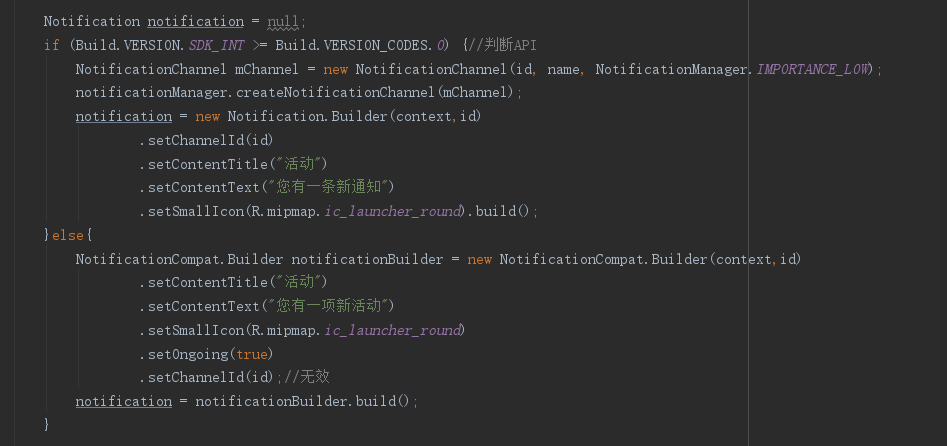 Notification notification = null;
if (Build.VERSION.SDK_INT >= Build.VERSION_CODES.O) {//判断API
NotificationChannel mChannel = new NotificationChannel(id, name, NotificationManager.IMPORTANCE_LOW);
notificationManager.createNotificationChannel(mChannel);
notification = new Notification.Builder(context,id)
.setChannelId(id)
.setContentTitle("活动")
.setContentText("您有一条新通知")
.setSmallIcon(R.mipmap.ic_launcher_round).build();
}else{
NotificationCompat.Builder notificationBuilder = new NotificationCompat.Builder(context,id)
.setContentTitle("活动")
.setContentText("您有一项新活动")
.setSmallIcon(R.mipmap.ic_launcher_round)
.setOngoing(true)
.setChannelId(id);//无效
notification = notificationBuilder.build();
}